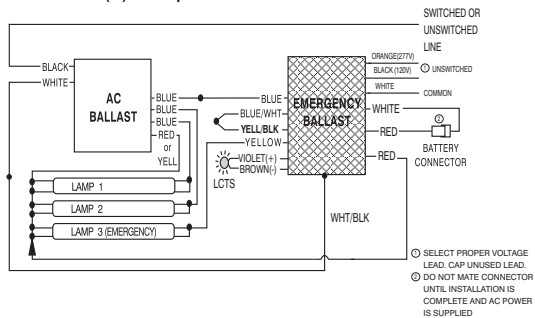 SWITCHED OR
UNSWITCHED
LINE
BLACK
WHITE
AC
BALLAST
BLUE
BLUE
BLUE
RED
or
YELL
BLUE
BLUE/WHT
YELL/BLK
YELLOW
VIOLET(+)
BROWN(-)
LCTS
EMERGENCY
BALLAST
ORANGE(277V)
BLACK (120V)
① UNSWITCHED
WHITE
COMMON
WHITE
②
RED
BATTERY
CONNECTOR
RED
LAMP 1
LAMP 2
LAMP 3 (EMERGENCY)
WHT/BLK
① SELECT PROPER VOLTAGE
LEAD. CAP UNUSED LEAD.
② DO NOT MATE CONNECTOR
UNTIL INSTALLATION IS
COMPLETE AND AC POWER
IS SUPPLIED